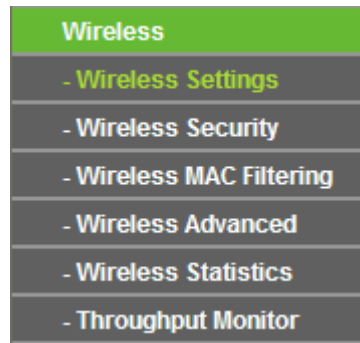 Wireless
- Wireless Settings
- Wireless Security
- Wireless MAC Filtering
- Wireless Advanced
- Wireless Statistics
- Throughput Monitor